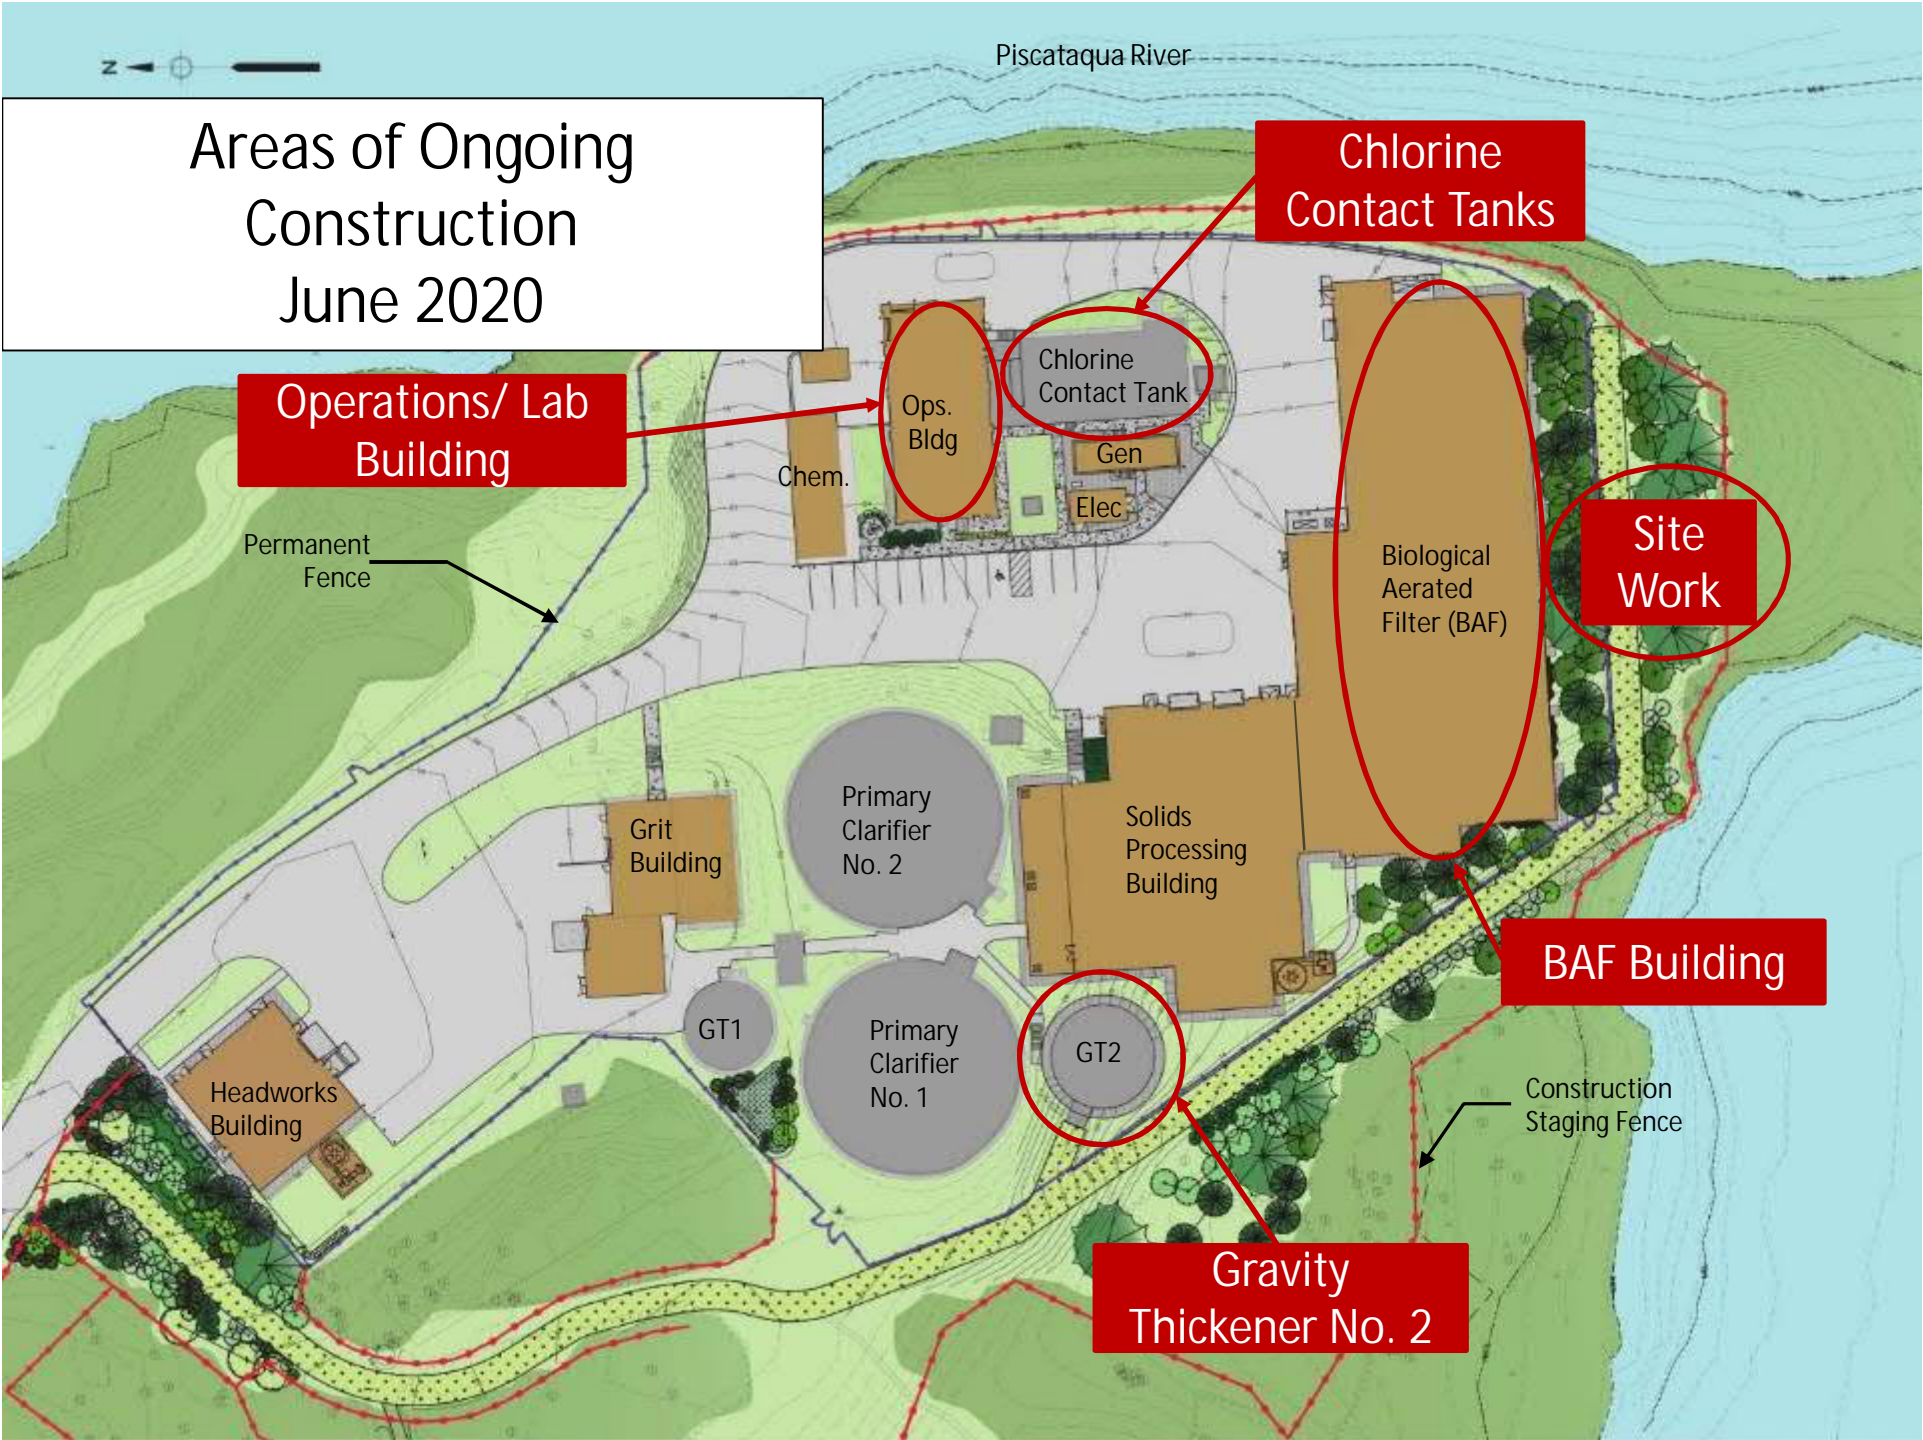 N
Piscataqua River
Areas of Ongoing
Construction
June 2020
Chlorine
Contact Tanks
Operations/ Lab
Building
Chlorine
Contact Tank
Ops.
Bldg
Gen
Chem.
Elec
Permanent
Fence
Site
Work
Biological
Aerated
Filter (BAF)
Primary
Clarifier
No. 2
Grit
Building
Solids
Processing
Building
BAF Building
GT1
Primary
Clarifier
No. 1
GT2
Headworks
Building
Construction
Staging Fence
Gravity
Thickener No. 2